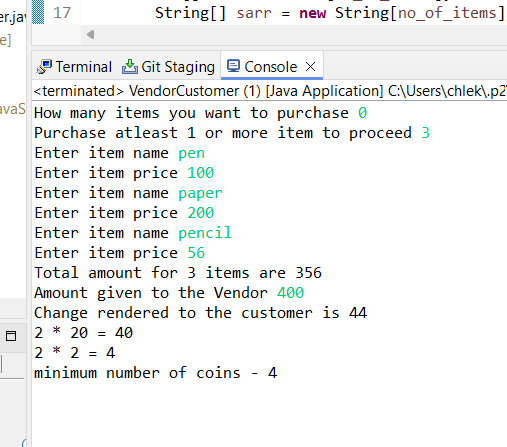 er.jav
17 String[] sarr = new String[no_of_items]
e]
Terminal Git Staging Console
<terminated> VendorCustomer (1) [Java Application] C:\Users\chlek\.p2\
avaS
How many items you want to purchase 0
Purchase atleast 1 or more item to proceed 3
Enter item name pen
Enter item price 100
Enter item name paper
Enter item price 200
Enter item name pencil
Enter item price 56
Total amount for 3 items are 356
Amount given to the Vendor 400
Change rendered to the customer is 44
2 * 20 = 40
2 * 2 = 4
minimum number of coins - 4